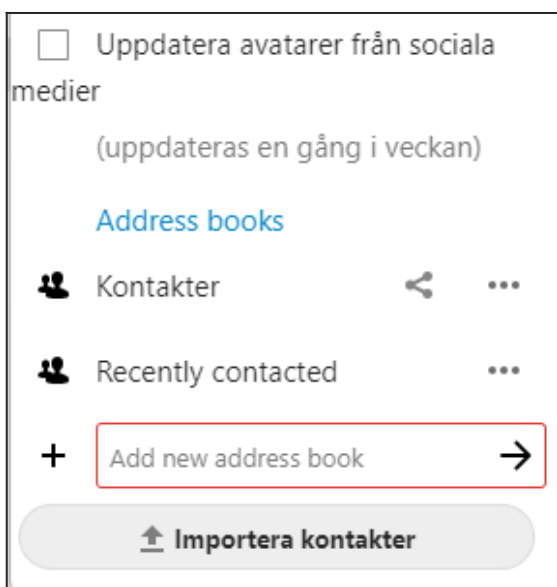 Uppdatera avatarer från sociala
medier
(uppdateras en gång i veckan)
Address books
Kontakter
Recently contacted
Add new address book
Importera kontakter